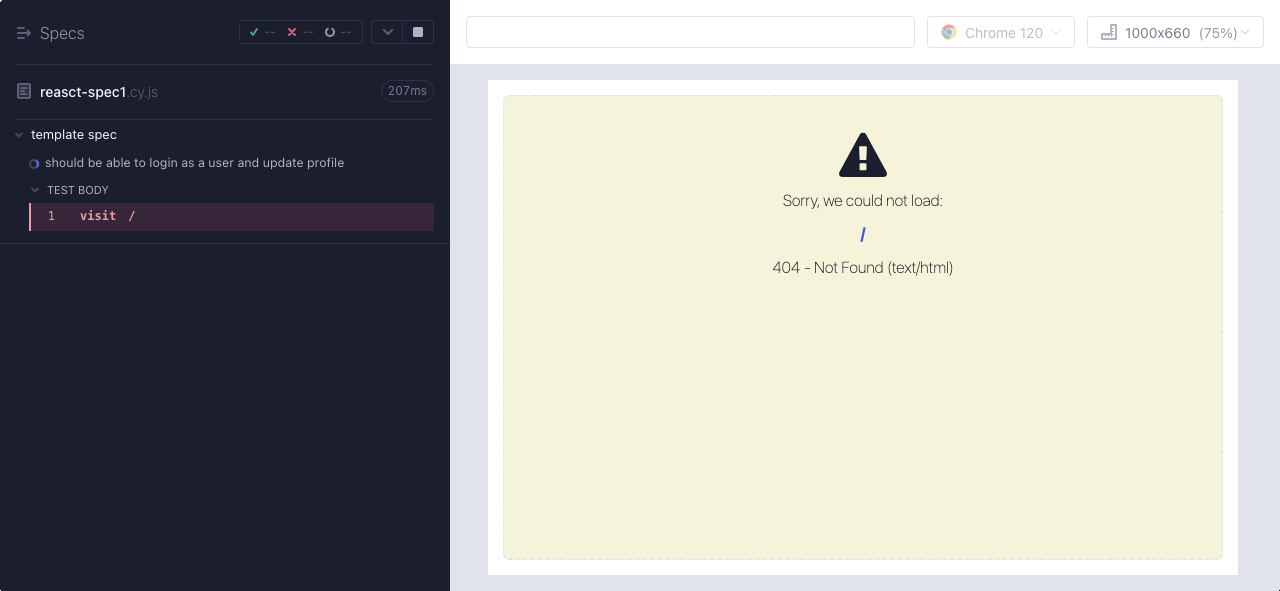 Specs
--
--
--
Chrome 120
1000x660 (75%)
reasct-spec1.cy.js
207ms
template spec
should be able to login as a user and update profile
TEST BODY
1 visit /
Sorry, we could not load:
/
404 - Not Found (text/html)